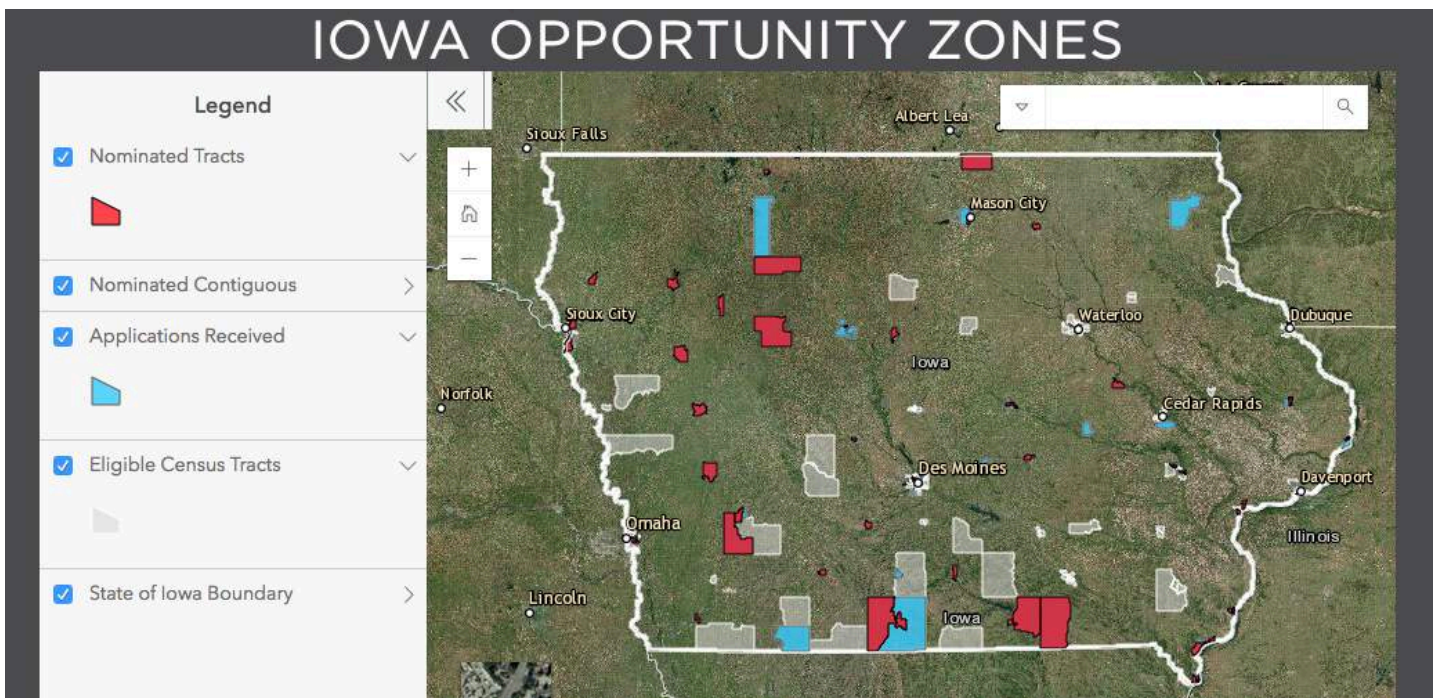 IOWA OPPORTUNITY ZONES
Legend
Nominated Tracts
Nominated Contiguous
Applications Received
Eligible Census Tracts
State of Iowa Boundary
Albert Lea
Sioux Falls
Mason City
Sioux City
Waterloo
Dubuque
Iowa
Norfolk
Cedar Rapids
Des Moines
Davenport
Omaha
Illinois
Lincoln
Iowa